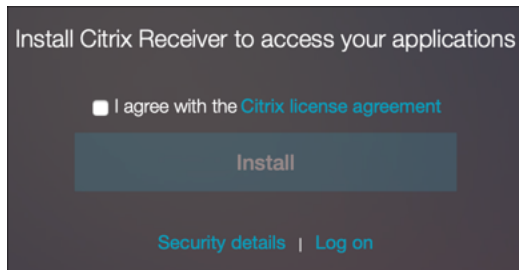 Install Citrix Receiver to access your applications
I agree with the Citrix license agreement
Install
Security details | Log on